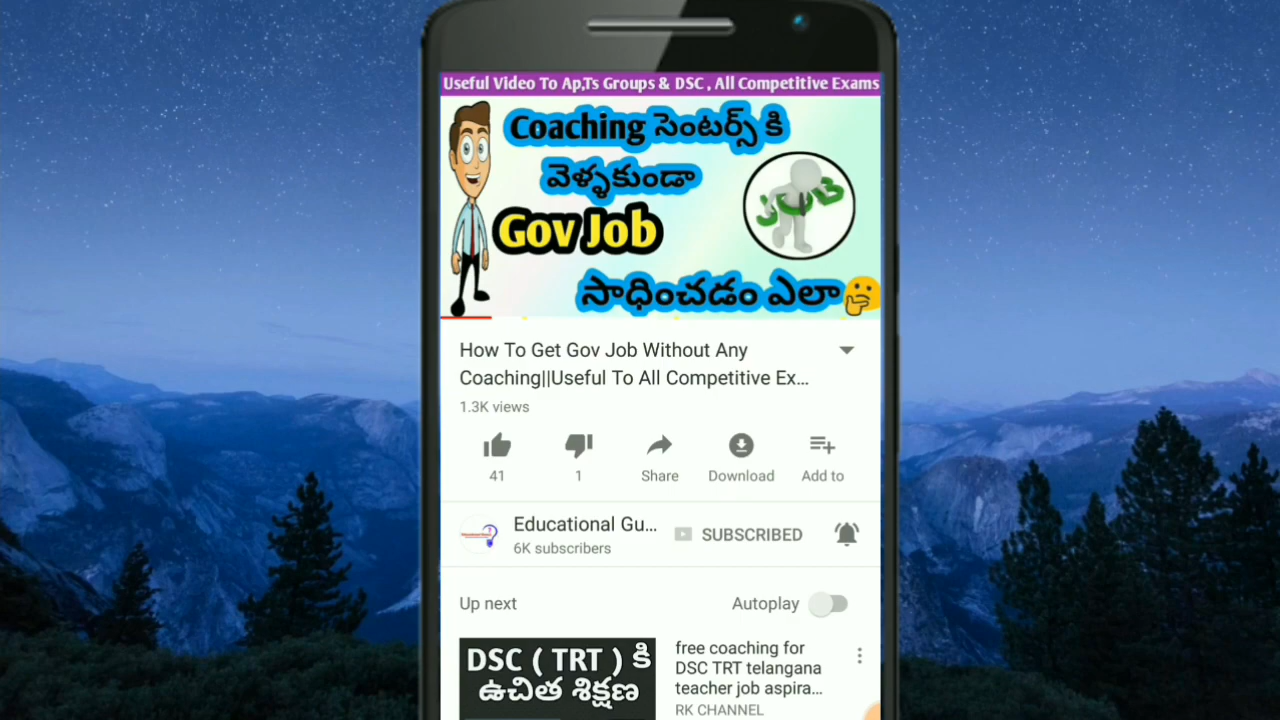 Useful Video To Ap,Ts Groups & DSC , All Competitive Exams
Coaching సెంటర్స్ కి
వెళ్ళకుండా
Gov Job
JOB
సాధించడం ఎలా
How To Get Gov Job Without Any
Coaching||Useful To All Competitive Ex...
1.3K views
41
1
Share
Download
Add to
Educational Gu...
SUBSCRIBED
6K subscribers
Up next
Autoplay
DSC ( TRT ) కి
ఉచిత శిక్షణ
free coaching for
DSC TRT telangana
teacher job aspira...
RK CHANNEL